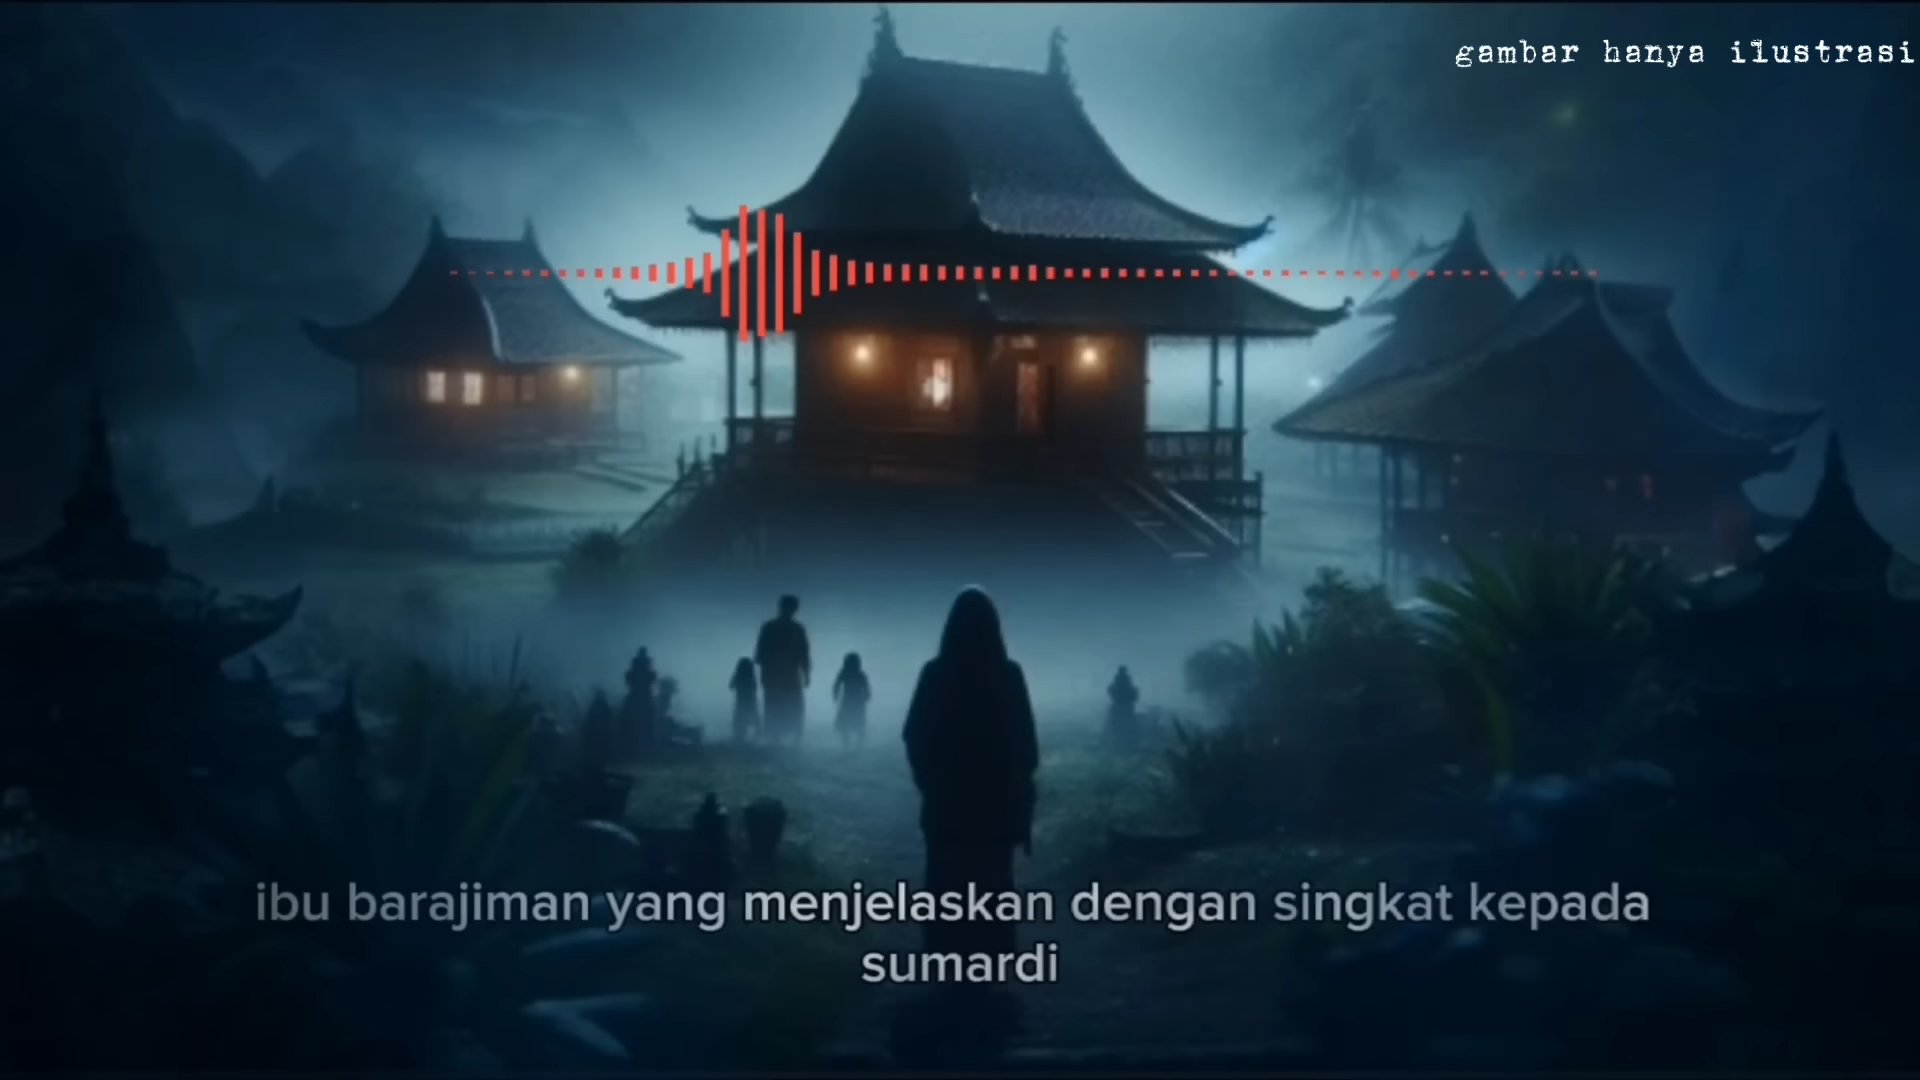 gambar hanya ilustrasi
ibu barajiman yang menjelaskan dengan singkat kepada
sumardi